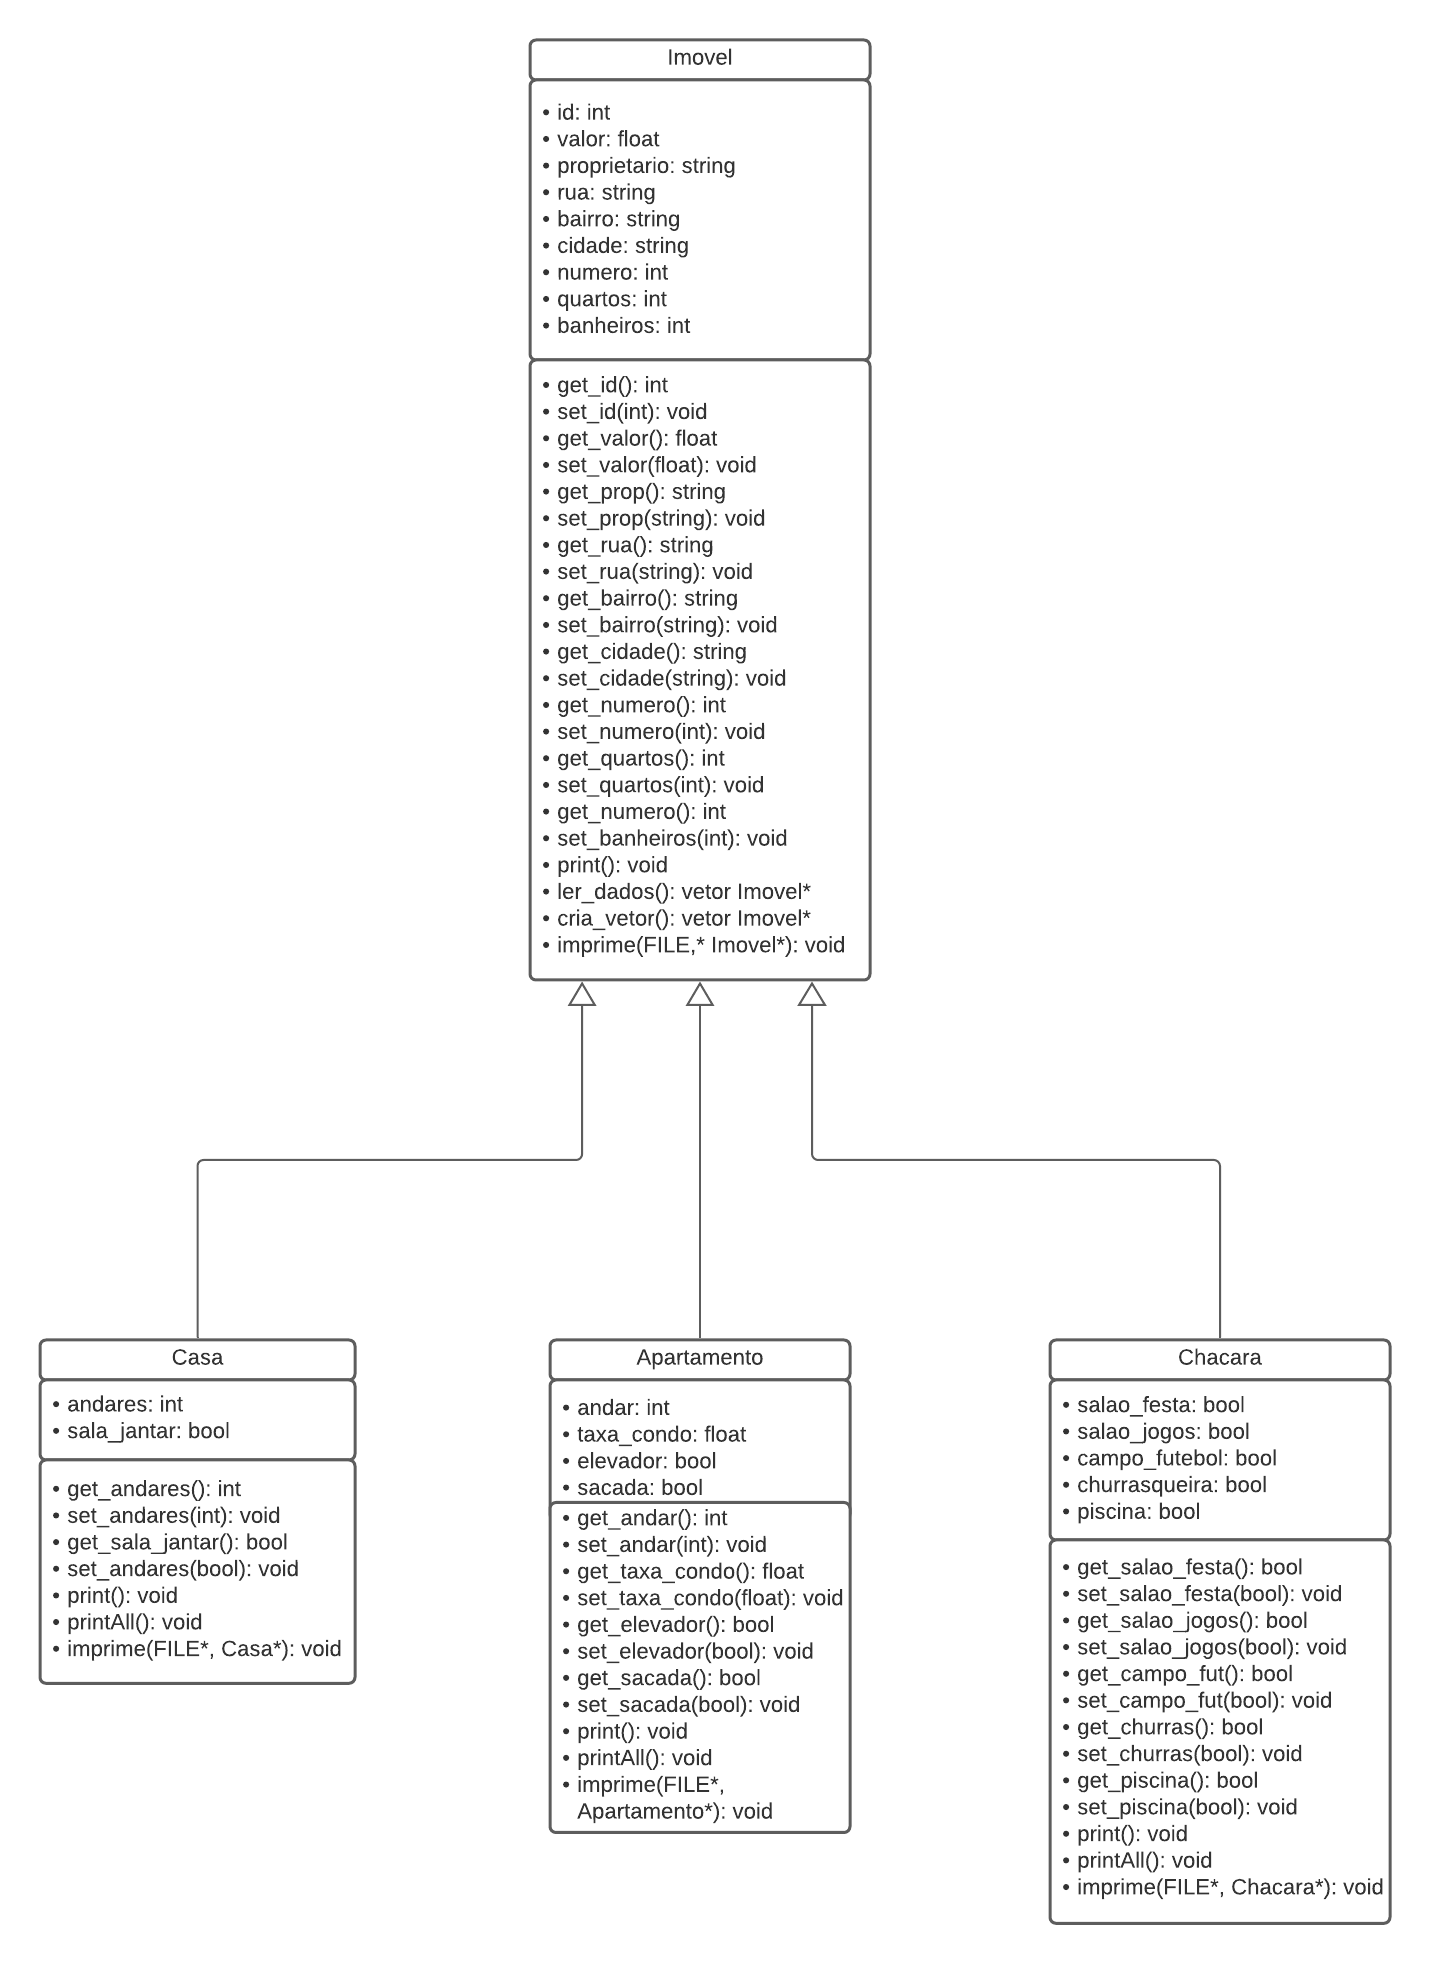 Imovel
• id: int
• valor: float
• proprietario: string
• rua: string
• bairro: string
• cidade: string
• numero: int
• quartos: int
• banheiros: int
• get_id(): int
• set_id(int): void
• get_valor(): float
• set_valor(float): void
• get_prop(): string
• set_prop(string): void
• get_rua(): string
• set_rua(string): void
• get_bairro(): string
• set_bairro(string): void
• get_cidade(): string
• set_cidade(string): void
• get_numero(): int
• set_numero(int): void
• get_quartos(): int
• set_quartos(int): void
• get_numero(): int
• set_banheiros(int): void
• print(): void
• ler_dados(): vetor Imovel*
• cria_vetor(): vetor Imovel*
• imprime(FILE,* Imovel*): void
Casa
• andares: int
• sala_jantar: bool
• get_andares(): int
• set_andares(int): void
• get_sala_jantar(): bool
• set_andares(bool): void
• print(): void
• printAll(): void
• imprime(FILE*, Casa*): void
Apartamento
• andar: int
• taxa_condo: float
• elevador: bool
• sacada: bool
• get_andar(): int
• set_andar(int): void
• get_taxa_condo(): float
• set_taxa_condo(float): void
• get_elevador(): bool
• set_elevador(bool): void
• get_sacada(): bool
• set_sacada(bool): void
• print(): void
• printAll(): void
• imprime(FILE*,
Apartamento*): void
Chacara
• salao_festa: bool
• salao_jogos: bool
• campo_futebol: bool
• churrasqueira: bool
• piscina: bool
• get_salao_festa(): bool
• set_salao_festa(bool): void
• get_salao_jogos(): bool
• set_salao_jogos(bool): void
• get_campo_fut(): bool
• set_campo_fut(bool): void
• get_churras(): bool
• set_churras(bool): void
• get_piscina(): bool
• set_piscina(bool): void
• print(): void
• printAll(): void
• imprime(FILE*, Chacara*): void